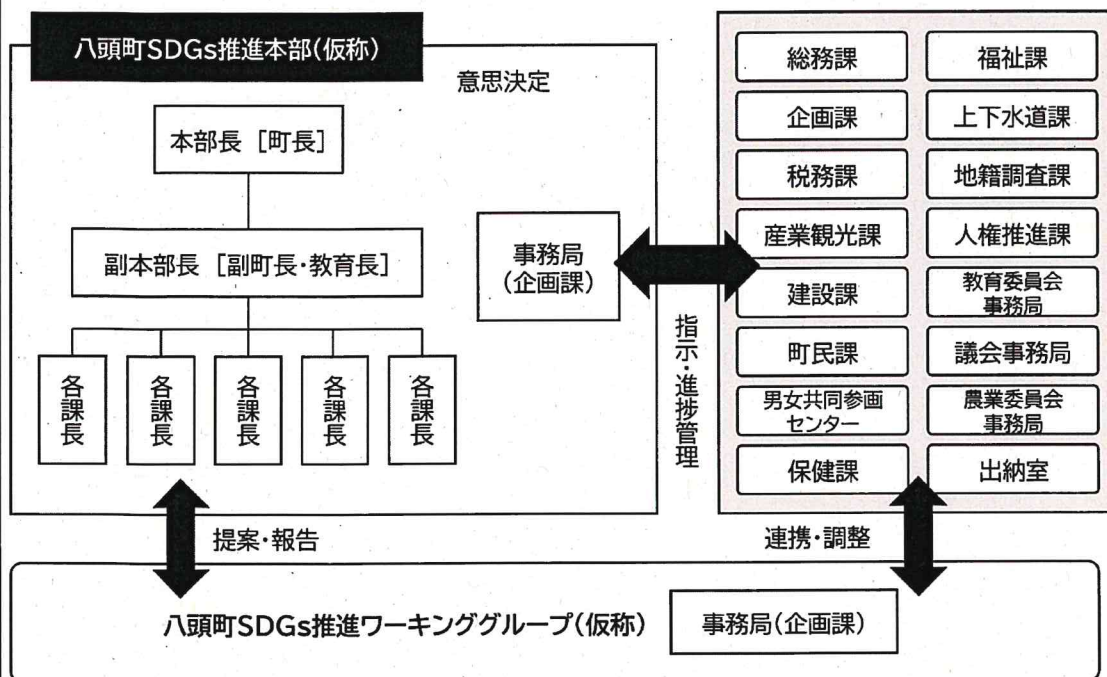 八頭町SDGs推進本部(仮称)
意思決定
本部長 [町長]
副本部長 [副町長・教育長]
各課長
各課長
各課長
各課長
各課長
事務局
(企画課)
指示・進捗管理
総務課
福祉課
企画課
上下水道課
税務課
地籍調査課
産業観光課
人権推進課
建設課
教育委員会
事務局
町民課
議会事務局
男女共同参画
センター
農業委員会
事務局
保健課
出納室
提案・報告
連携・調整
八頭町SDGs推進ワーキンググループ(仮称)
事務局(企画課)